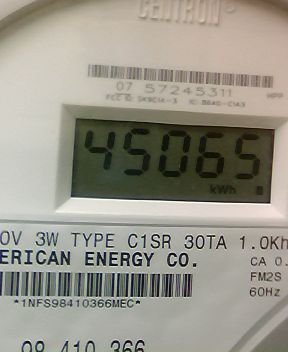 CENTRON
07 57245311
45065
kWh
0V 3W TYPE C1SR 30TA 1.0Kh
ERICAN ENERGY CO.
CA 0.
FM2S
60Hz
*1NFS98410366MEC*
98 410 366